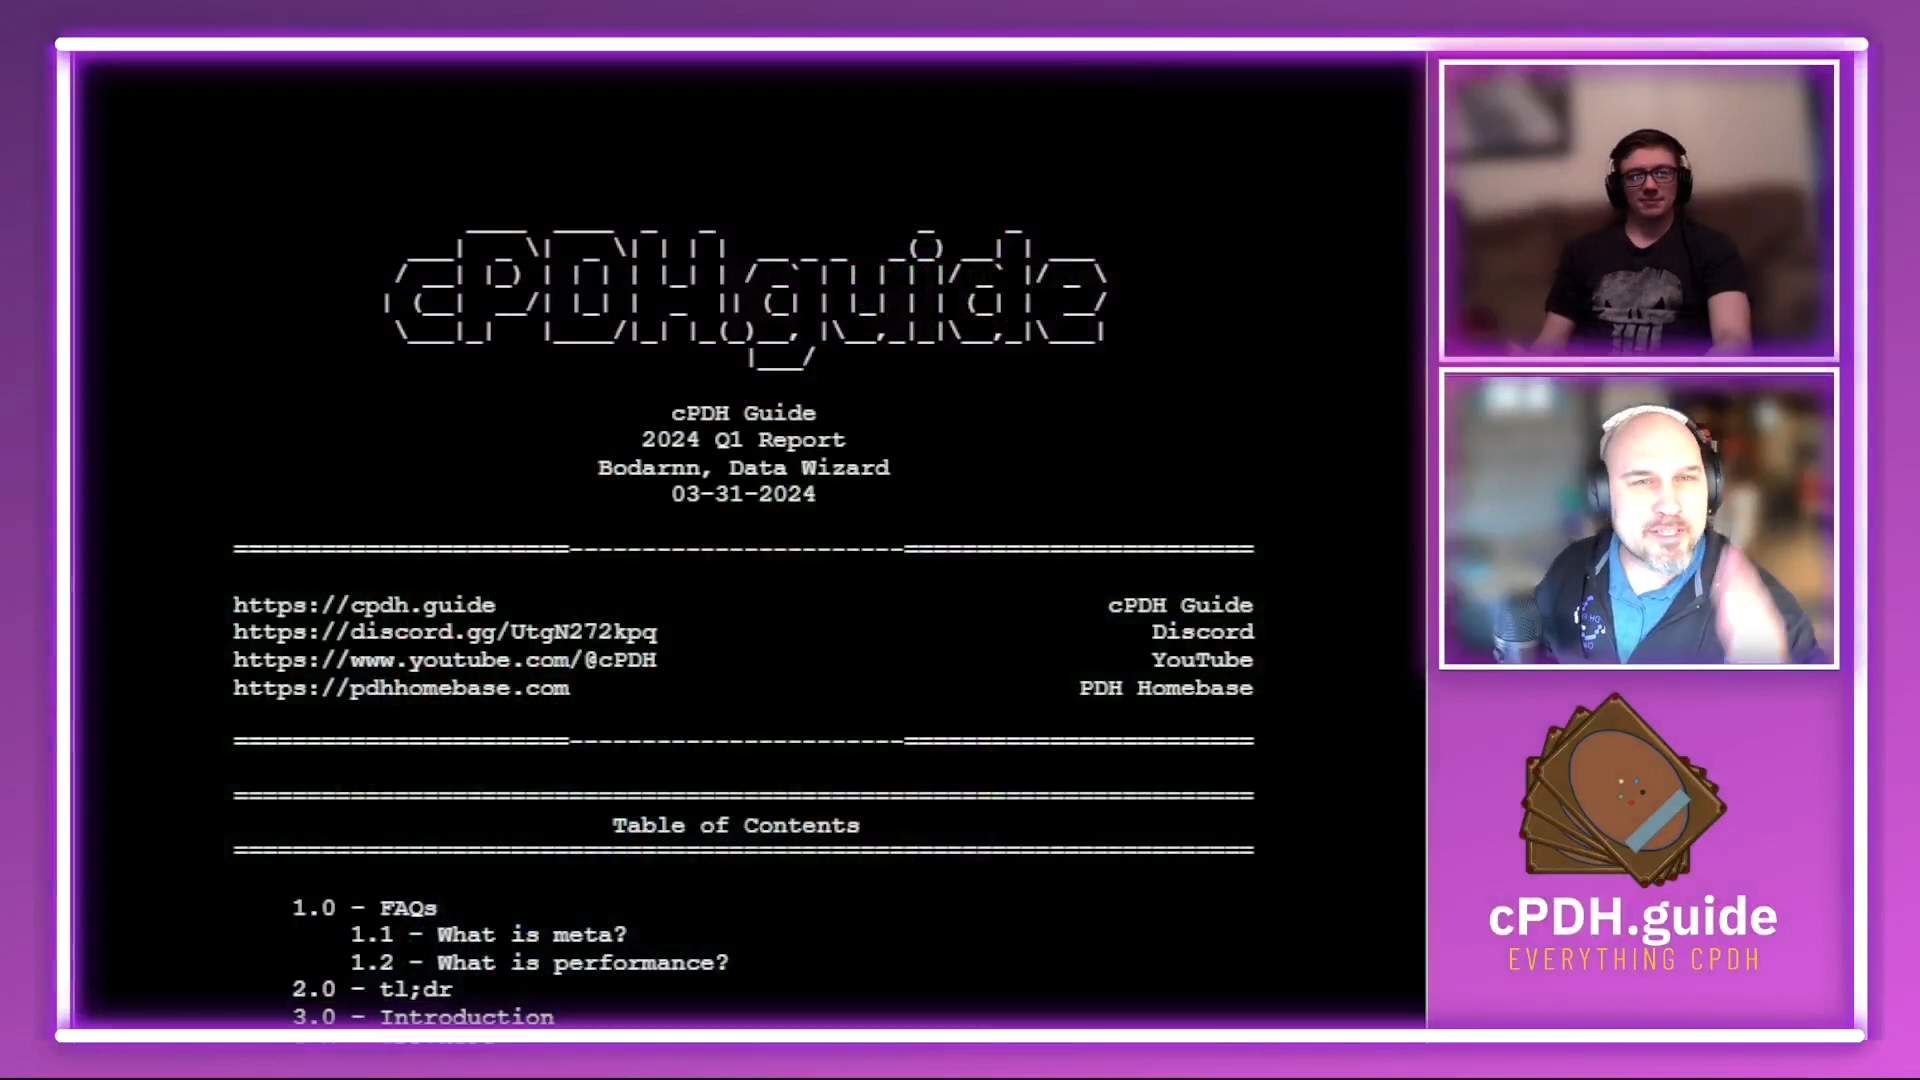 cPDHguide
cPDH Guide
2024 Q1 Report
Bodarnn, Data Wizard
03-31-2024
https://cpdh.guide cPDH Guide
https://discord.gg/UtgN272kpq Discord
https://www.youtube.com/@cPDH YouTube
https://pdhhomebase.com PDH Homebase
Table of Contents
1.0 - FAQs
1.1 - What is meta?
1.2 - What is performance?
2.0 - tl;dr
3.0 - Introduction
cPDH.guide
EVERYTHING CPDH